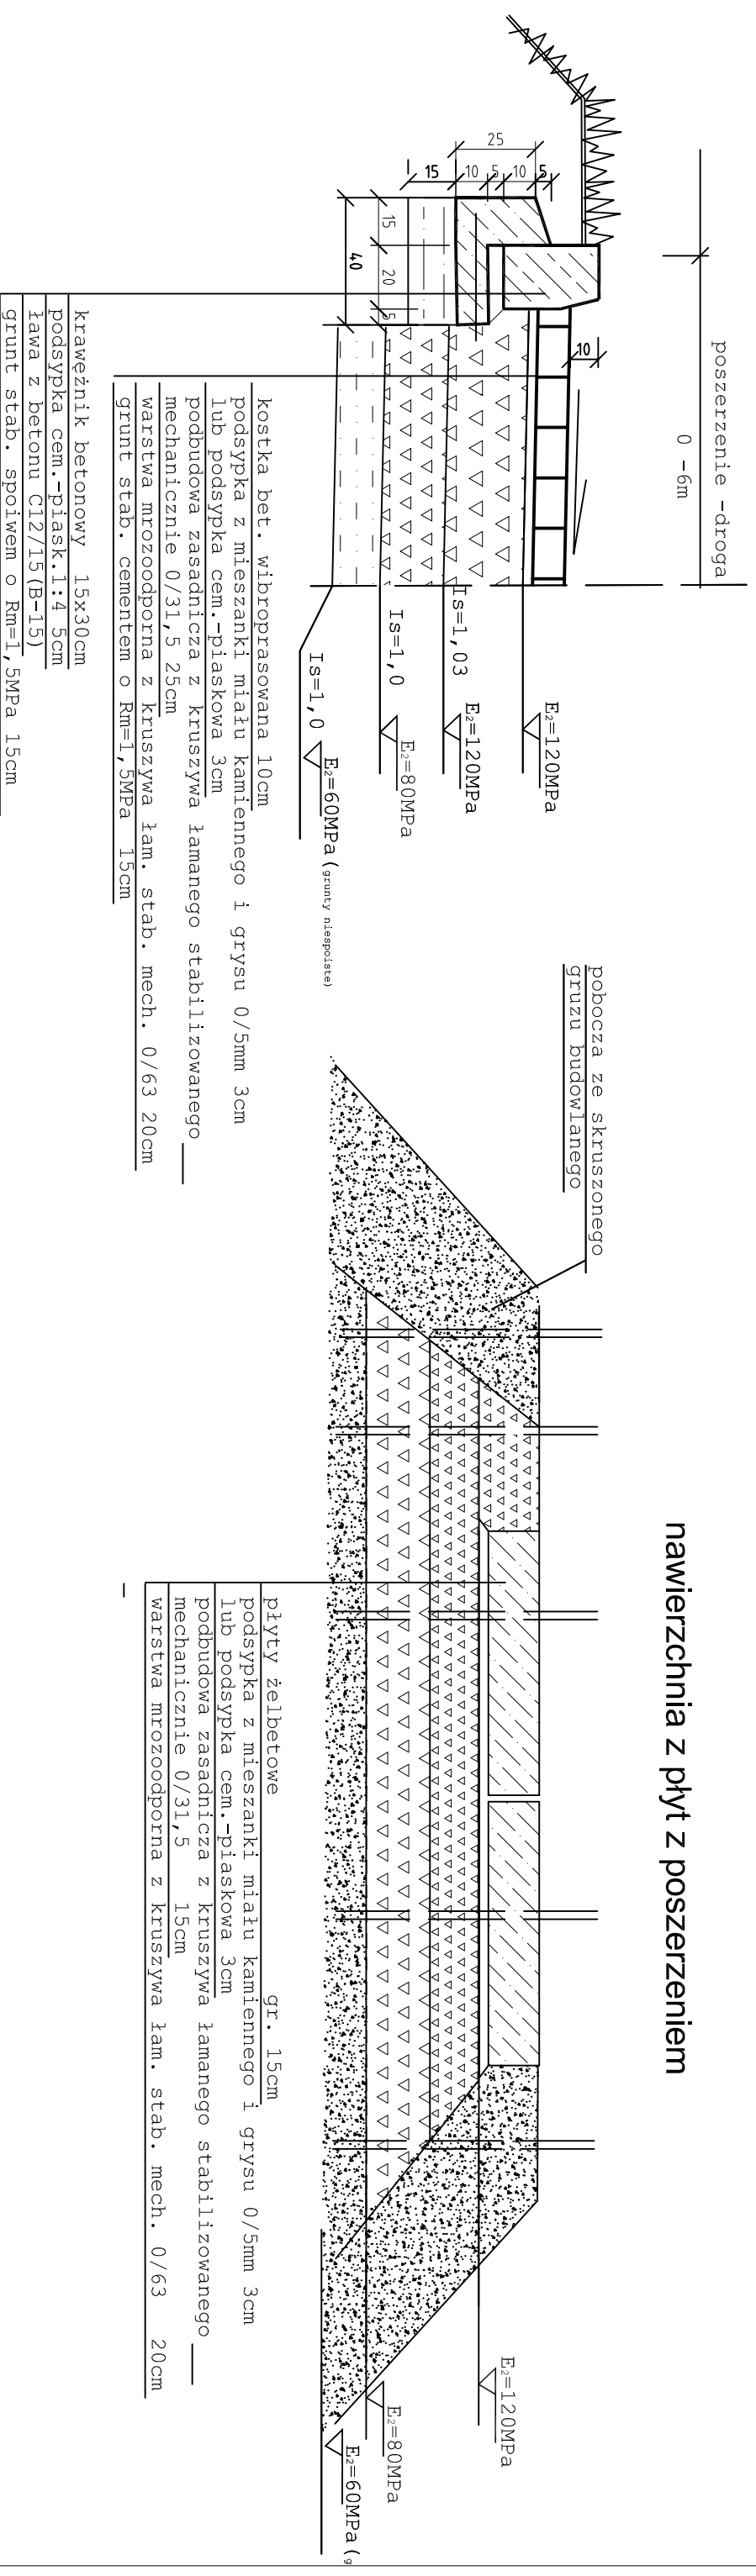 poszerzenie -droga
0 -6m
25
15
10
5
10
5
10
15
20
5
40
E₂=120MPa
E₂=120MPa
Is=1,03
E₂=80MPa
Is=1,0
E₂=60MPa (grunty niespoiste)
Is=1,0
kostka bet. wibroprasowana 10cm
podsypka z mieszanki miału kamiennego i grysu 0/5mm 3cm
lub podsypka cem.-piaskowa 3cm
podbudowa zasadnicza z kruszywa łamanego stabilizowanego
mechanicznie 0/31,5 25cm
warstwa mrozoodporna z kruszywa łam. stab. mech. 0/63 20cm
grunt stab. cementem o Rm=1,5MPa 15cm
krawężnik betonowy 15x30cm
podsypka cem.-piask.1:4 5cm
ława z betonu C12/15(B-15)
grunt stab. spoiwem o Rm=1,5MPa 15cm
nawierzchnia z płyt z poszerzeniem
pobocza ze skruszonego
gruzu budowlanego
E₂=120MPa
E₂=80MPa
E₂=60MPa (g
płyty żelbetowe gr. 15cm
podsypka z mieszanki miału kamiennego i grysu 0/5mm 3cm
lub podsypka cem.-piaskowa 3cm
podbudowa zasadnicza z kruszywa łamanego stabilizowanego
mechanicznie 0/31,5 15cm
warstwa mrozoodporna z kruszywa łam. stab. mech. 0/63 20cm